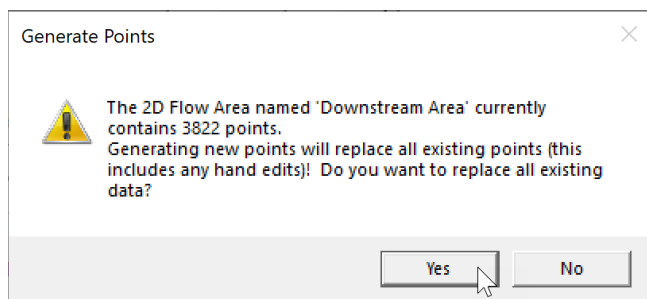 Generate Points
The 2D Flow Area named 'Downstream Area' currently
contains 3822 points.
Generating new points will replace all existing points (this
includes any hand edits)!  Do you want to replace all existing
data?
Yes
No